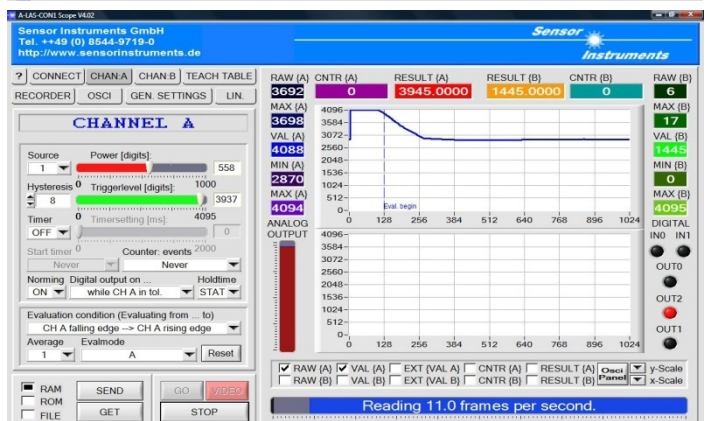 A-LAS-CON1 Scope V4.02
Sensor Instruments GmbH
Tel. ++49 (0) 8544-9719-0
http://www.sensorinstruments.de
Sensor
Instruments
? CONNECT CHAN:A CHAN:B TEACH TABLE
RECORDER OSCI GEN. SETTINGS LIN.
CHANNEL A
Source Power [digits]:
1 558
Hysteresis 0 Triggerlevel [digits]: 1000
8 3937
Timer 0 Timersetting [ms]: 4095
OFF 0
Start timer 0 Counter: events 2000
Never Never
Norming Digital output on ... Holdtime
ON while CH A in tol. STAT
Evaluation condition (Evaluating from ... to)
CH A falling edge --> CH A rising edge
Average Evalmode
1 A Reset
RAM SEND GO VIDEO
ROM
FILE GET STOP
RAW {A} CNTR {A} RESULT {A} RESULT {B} CNTR {B} RAW {B}
3692 0 3945.0000 1445.0000 0 6
MAX {A}
3698
VAL {A}
4088
MIN {A}
2870
MAX {A}
4094
ANALOG
OUTPUT
4096
3584
3072
2560
2048
1536
1024
512
0
Eval. begin
0 128 256 384 512 640 768 896 1024
4096
3584
3072
2560
2048
1536
1024
512
0
0 128 256 384 512 640 768 896 1024
MAX {B}
17
VAL {B}
1445
MIN {B}
0
MAX {B}
4095
DIGITAL
IN0 IN1
OUT0
OUT2
OUT1
RAW {A} VAL {A} EXT {VAL A} CNTR {A} RESULT {A} Osci y-Scale
RAW {B} VAL {B} EXT {VAL B} CNTR {B} RESULT {B} Panel x-Scale
Reading 11.0 frames per second.